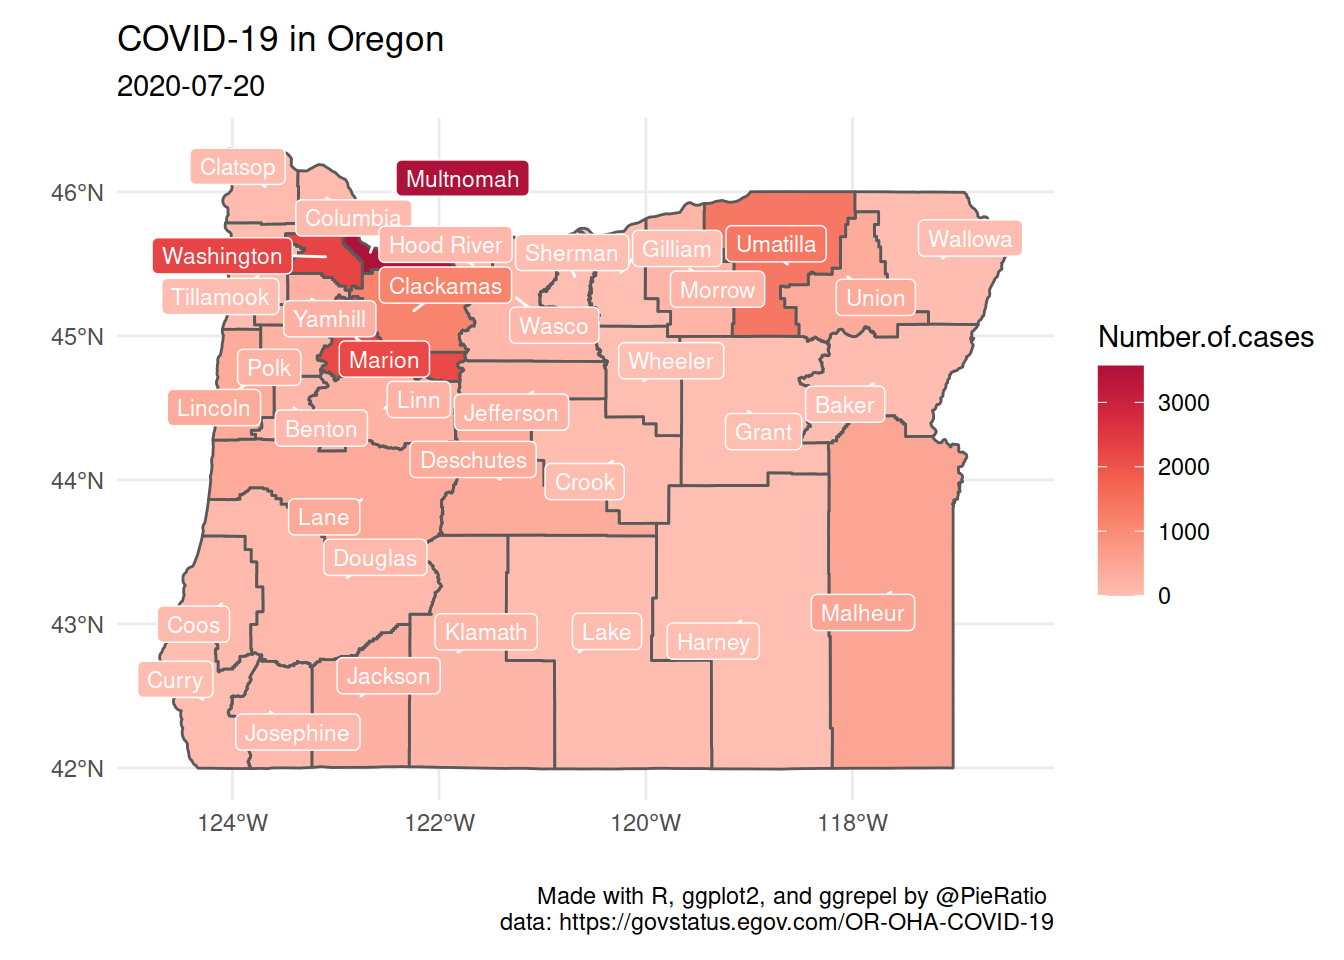 COVID-19 in Oregon
2020-07-20
46°N
45°N
44°N
43°N
42°N
124°W
122°W
120°W
118°W
Clatsop
Multnomah
Columbia
Washington
Hood River
Sherman
Gilliam
Umatilla
Wallowa
Tillamook
Clackamas
Morrow
Union
Yamhill
Wasco
Marion
Wheeler
Polk
Lincoln
Linn
Jefferson
Baker
Benton
Grant
Deschutes
Crook
Lane
Douglas
Coos
Klamath
Lake
Harney
Malheur
Curry
Jackson
Josephine
Number.of.cases
3000
2000
1000
0
Made with R, ggplot2, and ggrepel by @PieRatio
data: https://govstatus.egov.com/OR-OHA-COVID-19